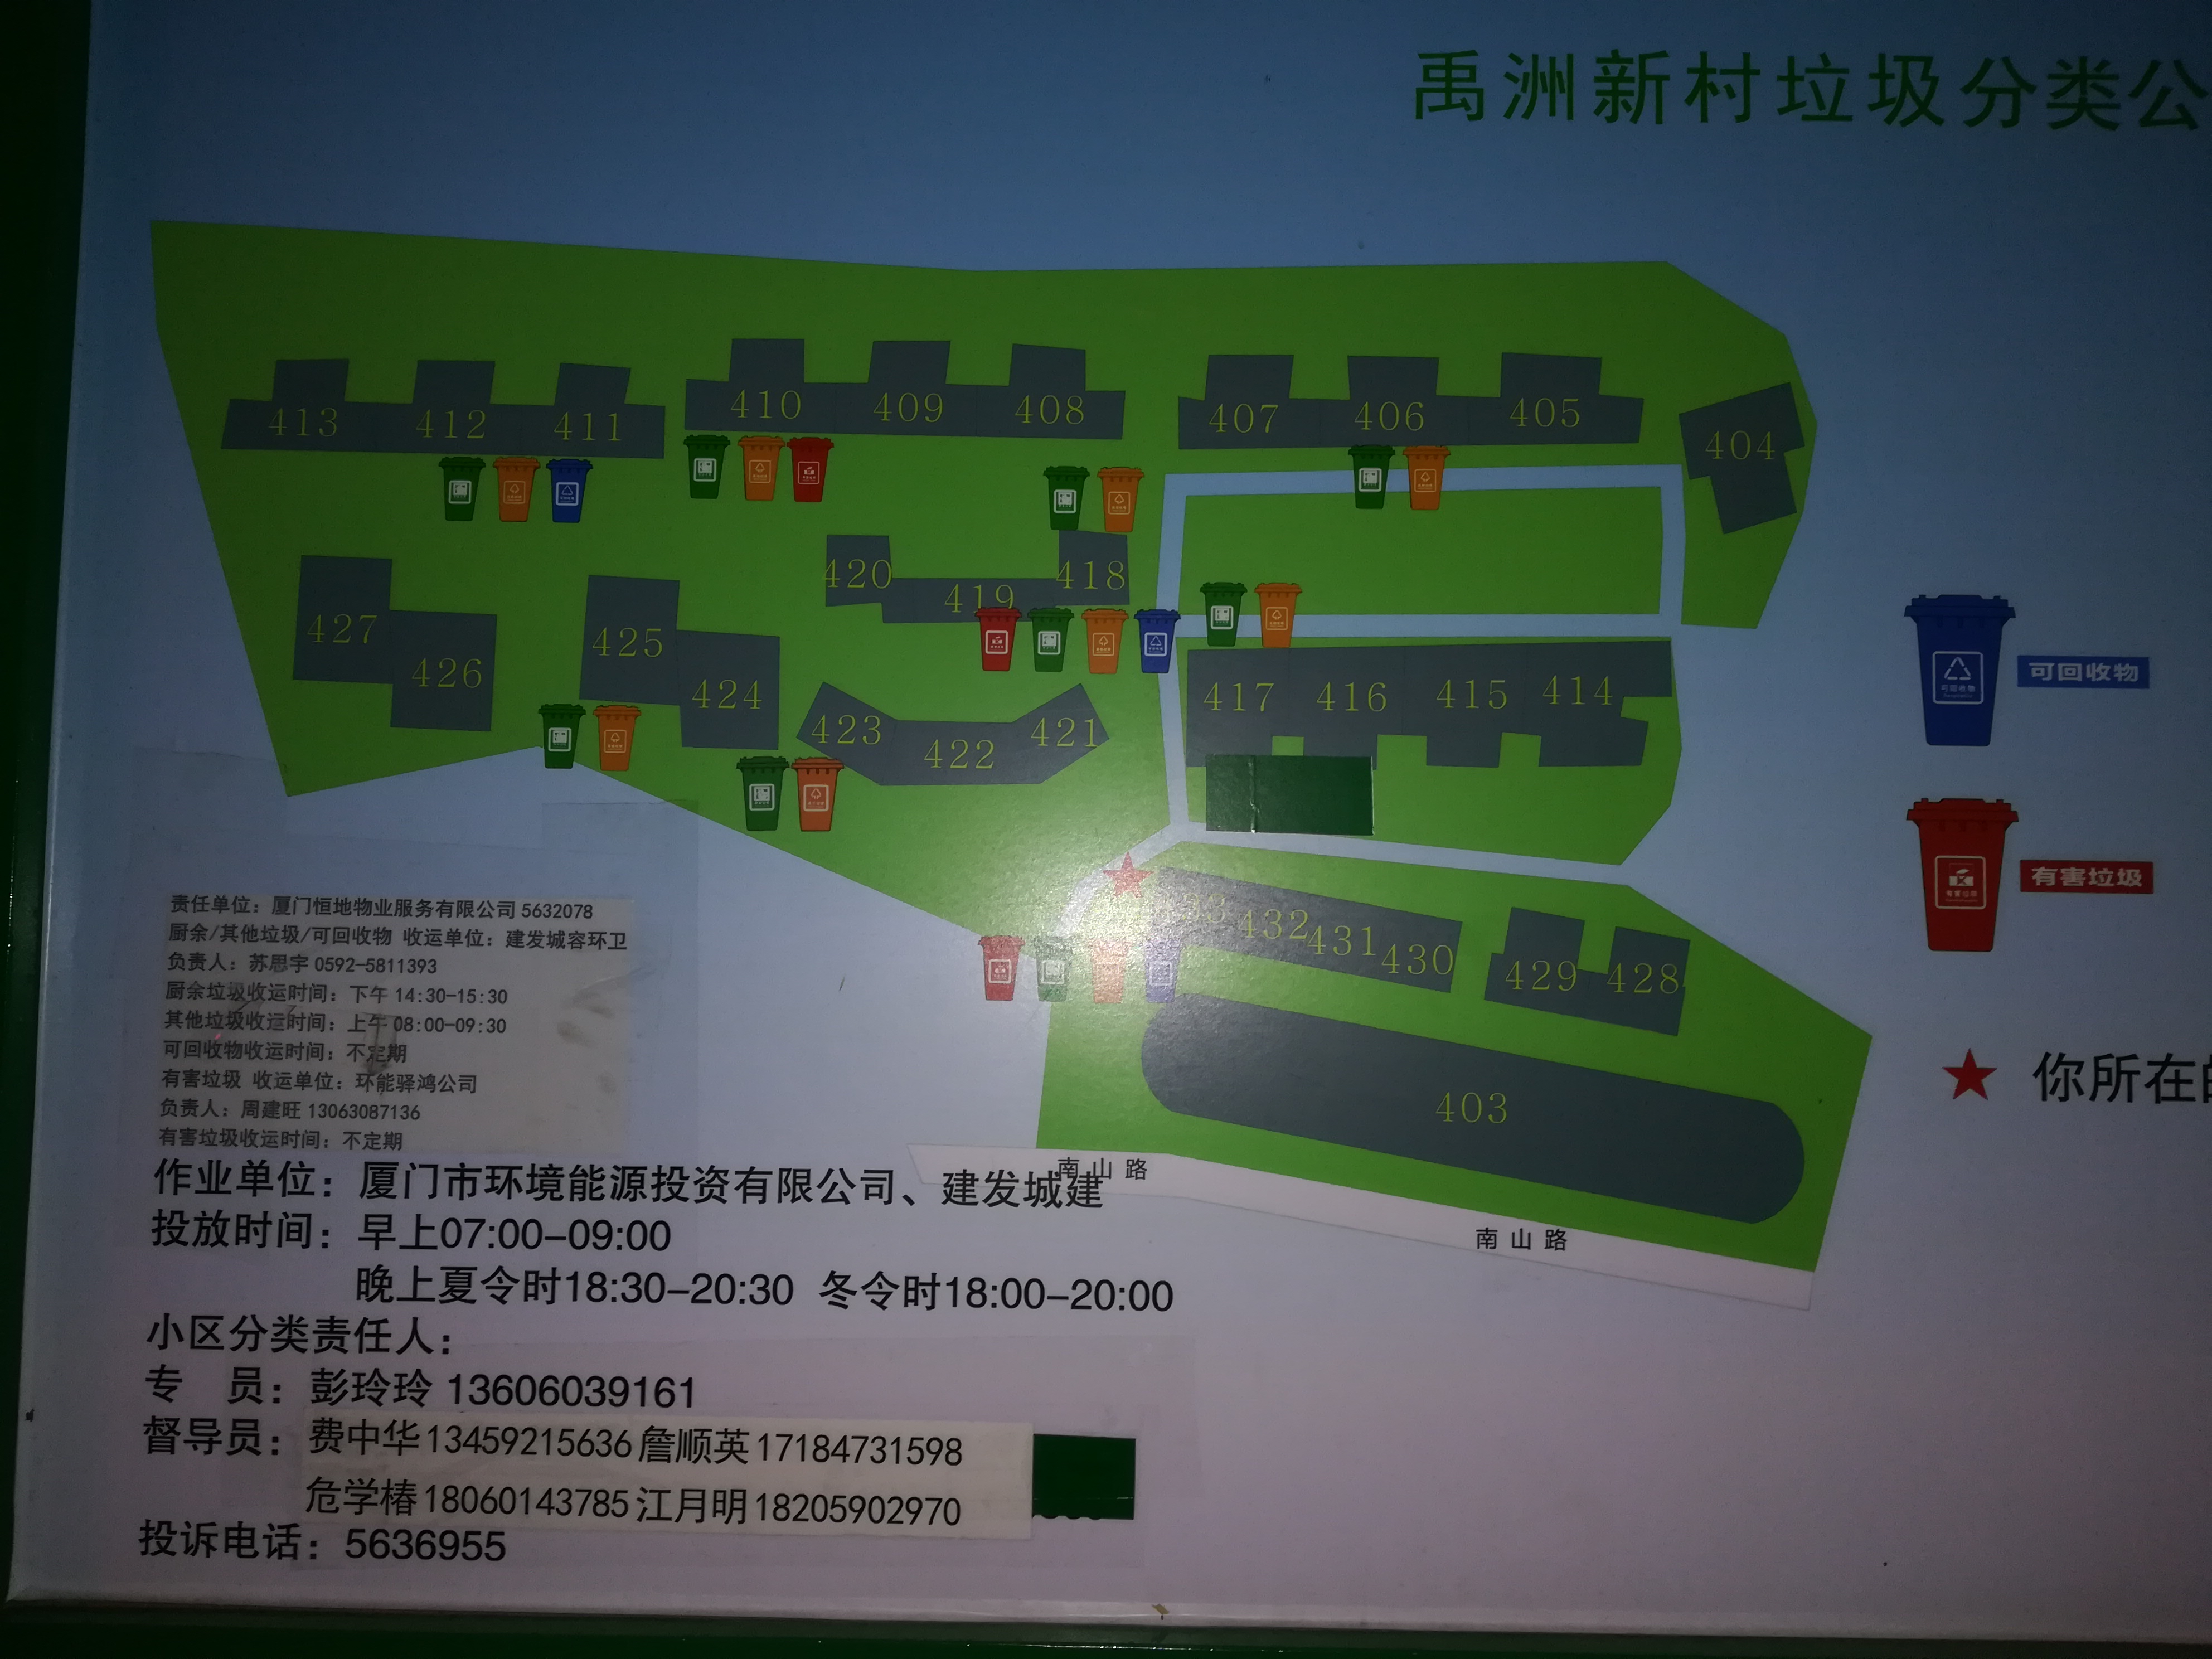 禹洲新村垃圾分类公
413 412 411 410 409 408 407 406 405 404
420 419 418
427 426 425 424
423 422 421
417 416 415 414
433 432 431 430 429 428
403
可回收物
可回收物
有害垃圾
有害垃圾
★ 你所在的
南山路
南山路
责任单位：厦门恒地物业服务有限公司 5632078
厨余/其他垃圾/可回收物 收运单位：建发城容环卫
负责人：苏思宇 0592-5811393
厨余垃圾收运时间：下午 14:30-15:30
其他垃圾收运时间：上午 08:00-09:30
可回收物收运时间：不定期
有害垃圾 收运单位：环能驿鸿公司
负责人：周建旺 13063087136
有害垃圾收运时间：不定期
作业单位：厦门市环境能源投资有限公司、建发城建
投放时间：早上07:00-09:00
晚上夏令时18:30-20:30 冬令时18:00-20:00
小区分类责任人：
专 员：彭玲玲 13606039161
督导员：费中华13459215636 詹顺英17184731598
危学椿18060143785 江月明18205902970
投诉电话：5636955